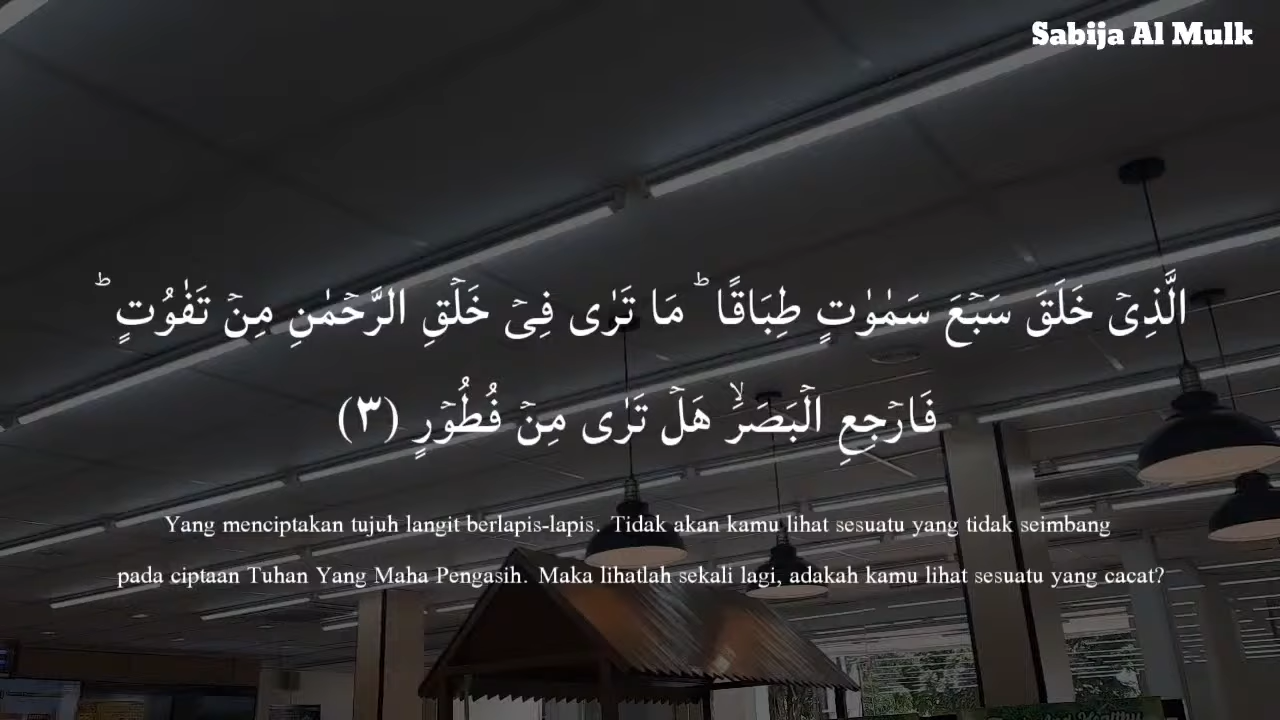 Sabija Al Mulk
الَّذِيْ خَلَقَ سَبْعَ سَمٰوٰتٍ طِبَاقًا ۗ مَا تَرٰى فِيْ خَلْقِ الرَّحْمٰنِ مِنْ تَفٰوُتٍ ۗ
فَارْجِعِ الْبَصَرَۙ هَلْ تَرٰى مِنْ فُطُوْرٍ (٣)
Yang menciptakan tujuh langit berlapis-lapis. Tidak akan kamu lihat sesuatu yang tidak seimbang
pada ciptaan Tuhan Yang Maha Pengasih. Maka lihatlah sekali lagi, adakah kamu lihat sesuatu yang cacat?